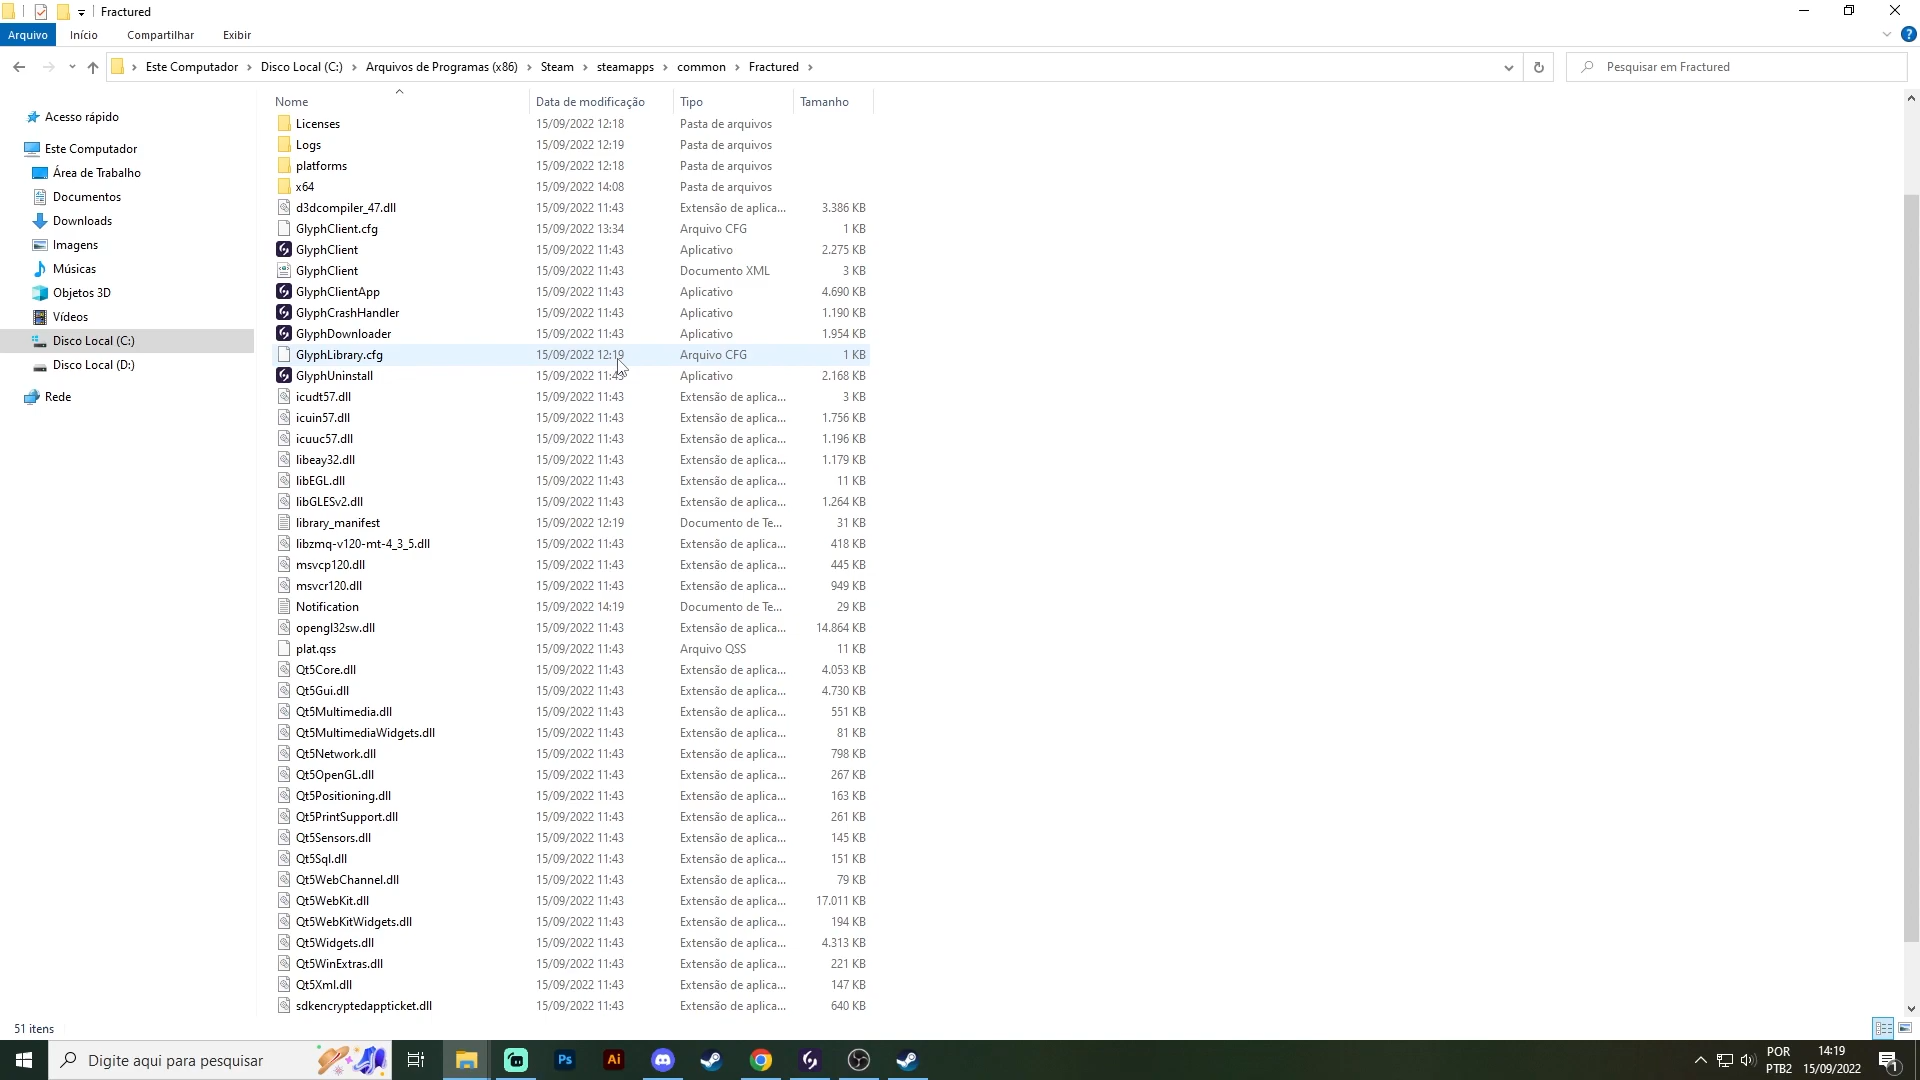 Fractured
Arquivo Início Compartilhar Exibir
Este Computador Disco Local (C:) Arquivos de Programas (x86) Steam steamapps common Fractured
Pesquisar em Fractured
Nome Data de modificação Tipo Tamanho
Acesso rápido
Este Computador
Área de Trabalho
Documentos
Downloads
Imagens
Músicas
Objetos 3D
Vídeos
Disco Local (C:)
Disco Local (D:)
Rede
Licenses 15/09/2022 12:18 Pasta de arquivos
Logs 15/09/2022 12:19 Pasta de arquivos
platforms 15/09/2022 12:18 Pasta de arquivos
x64 15/09/2022 14:08 Pasta de arquivos
d3dcompiler_47.dll 15/09/2022 11:43 Extensão de aplica... 3.386 KB
GlyphClient.cfg 15/09/2022 13:34 Arquivo CFG 1 KB
GlyphClient 15/09/2022 11:43 Aplicativo 2.275 KB
GlyphClient 15/09/2022 11:43 Documento XML 3 KB
GlyphClientApp 15/09/2022 11:43 Aplicativo 4.690 KB
GlyphCrashHandler 15/09/2022 11:43 Aplicativo 1.190 KB
GlyphDownloader 15/09/2022 11:43 Aplicativo 1.954 KB
GlyphLibrary.cfg 15/09/2022 12:19 Arquivo CFG 1 KB
GlyphUninstall 15/09/2022 11:43 Aplicativo 2.168 KB
icudt57.dll 15/09/2022 11:43 Extensão de aplica... 3 KB
icuin57.dll 15/09/2022 11:43 Extensão de aplica... 1.756 KB
icuuc57.dll 15/09/2022 11:43 Extensão de aplica... 1.196 KB
libeay32.dll 15/09/2022 11:43 Extensão de aplica... 1.179 KB
libEGL.dll 15/09/2022 11:43 Extensão de aplica... 11 KB
libGLESv2.dll 15/09/2022 11:43 Extensão de aplica... 1.264 KB
library_manifest 15/09/2022 12:19 Documento de Te... 31 KB
libzmq-v120-mt-4_3_5.dll 15/09/2022 11:43 Extensão de aplica... 418 KB
msvcp120.dll 15/09/2022 11:43 Extensão de aplica... 445 KB
msvcr120.dll 15/09/2022 11:43 Extensão de aplica... 949 KB
Notification 15/09/2022 14:19 Documento de Te... 29 KB
opengl32sw.dll 15/09/2022 11:43 Extensão de aplica... 14.864 KB
plat.qss 15/09/2022 11:43 Arquivo QSS 11 KB
Qt5Core.dll 15/09/2022 11:43 Extensão de aplica... 4.053 KB
Qt5Gui.dll 15/09/2022 11:43 Extensão de aplica... 4.730 KB
Qt5Multimedia.dll 15/09/2022 11:43 Extensão de aplica... 551 KB
Qt5MultimediaWidgets.dll 15/09/2022 11:43 Extensão de aplica... 81 KB
Qt5Network.dll 15/09/2022 11:43 Extensão de aplica... 798 KB
Qt5OpenGL.dll 15/09/2022 11:43 Extensão de aplica... 267 KB
Qt5Positioning.dll 15/09/2022 11:43 Extensão de aplica... 163 KB
Qt5PrintSupport.dll 15/09/2022 11:43 Extensão de aplica... 261 KB
Qt5Sensors.dll 15/09/2022 11:43 Extensão de aplica... 145 KB
Qt5Sql.dll 15/09/2022 11:43 Extensão de aplica... 151 KB
Qt5WebChannel.dll 15/09/2022 11:43 Extensão de aplica... 79 KB
Qt5WebKit.dll 15/09/2022 11:43 Extensão de aplica... 17.011 KB
Qt5WebKitWidgets.dll 15/09/2022 11:43 Extensão de aplica... 194 KB
Qt5Widgets.dll 15/09/2022 11:43 Extensão de aplica... 4.313 KB
Qt5WinExtras.dll 15/09/2022 11:43 Extensão de aplica... 221 KB
Qt5Xml.dll 15/09/2022 11:43 Extensão de aplica... 147 KB
sdkencryptedappticket.dll 15/09/2022 11:43 Extensão de aplica... 640 KB
51 itens
Digite aqui para pesquisar
Ps
Ai
POR
PTB2
14:19
15/09/2022
1